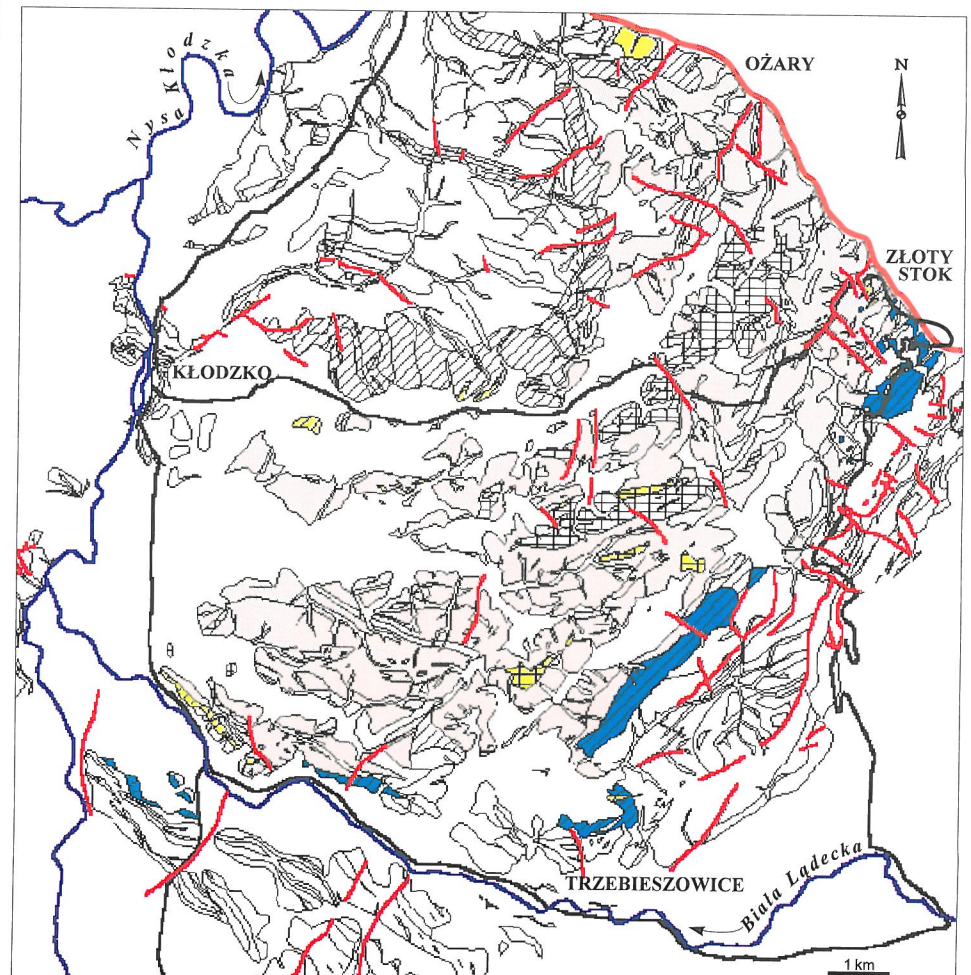 Nysa Kłodzka
OŻARY
N
ZŁOTY
STOK
KŁODZKO
TRZEBIESZOWICE
Biała Lądecka
1 km